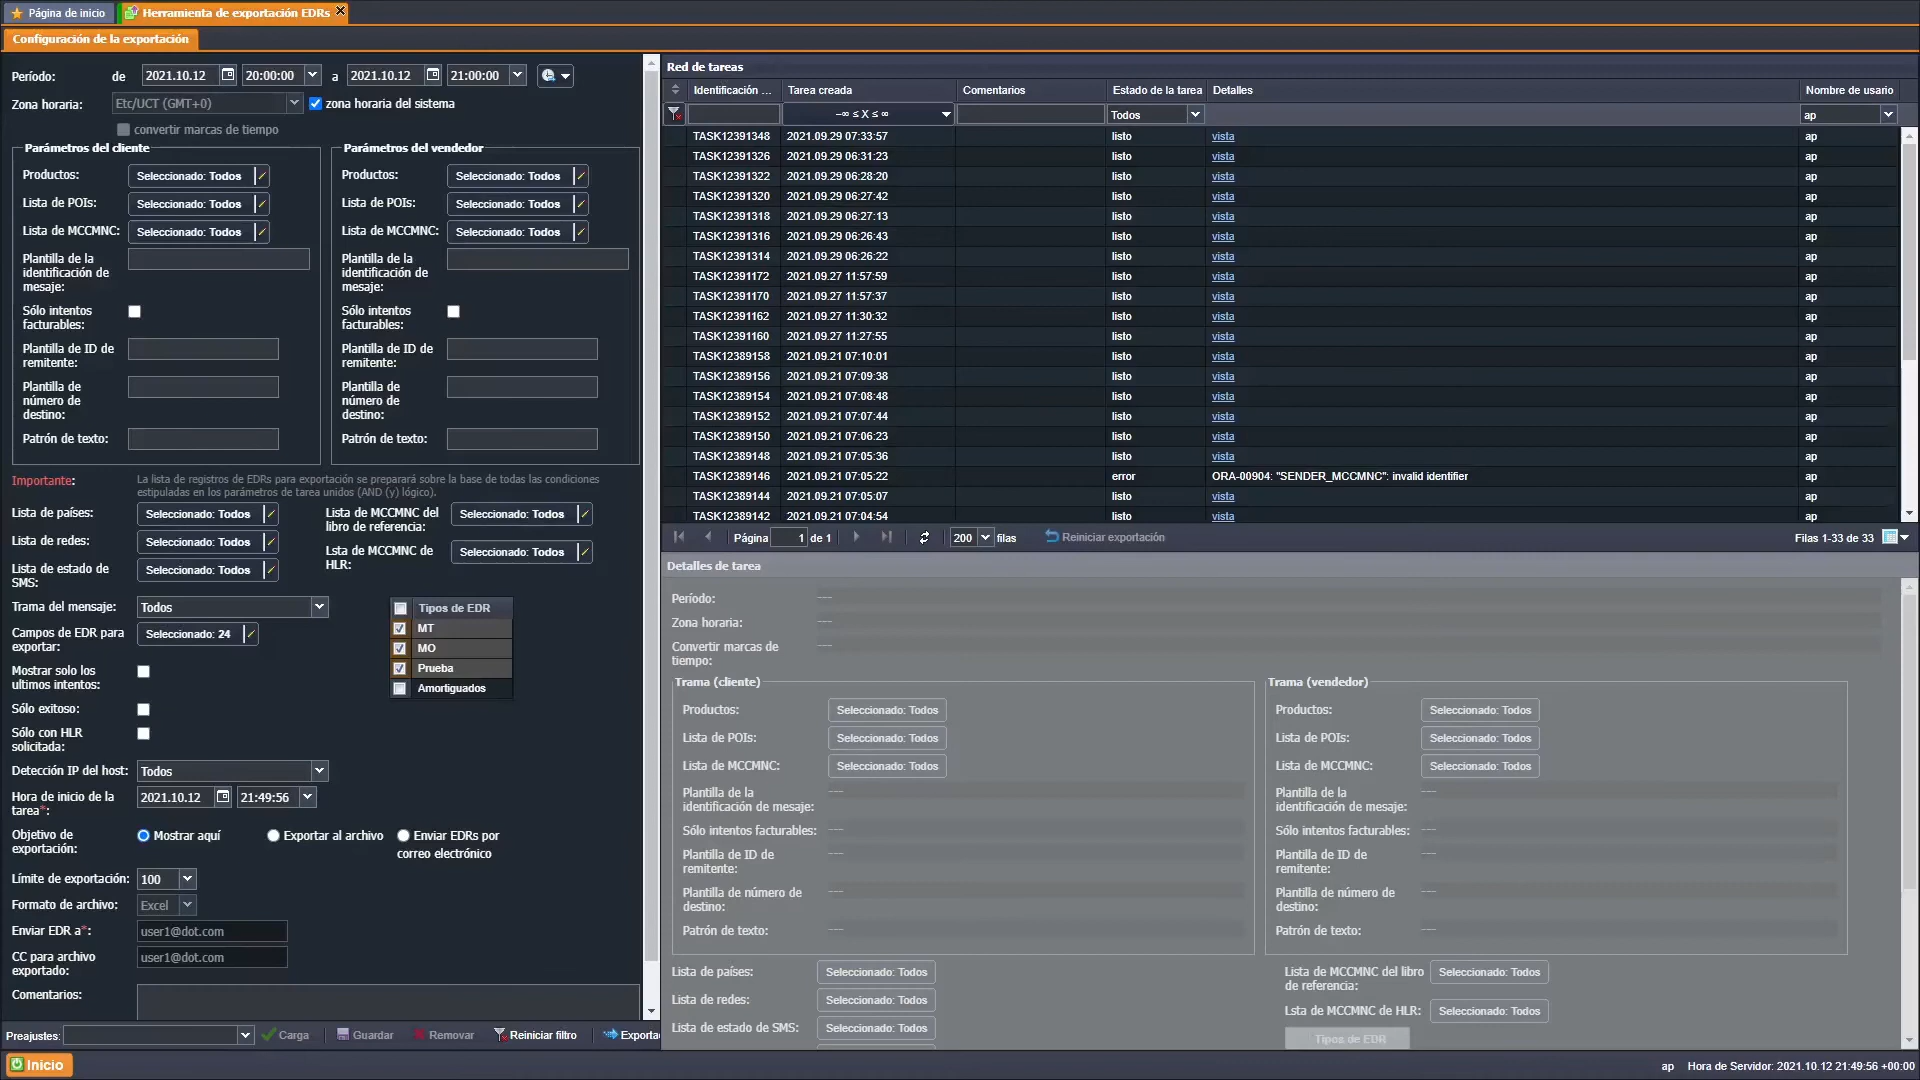 Página de inicio
Herramienta de exportación EDRs
Configuración de la exportación
Período: de 2021.10.12 20:00:00 a 2021.10.12 21:00:00
Zona horaria: Etc/UCT (GMT+0) zona horaria del sistema
convertir marcas de tiempo
Parámetros del cliente
Productos: Seleccionado: Todos
Lista de POIs: Seleccionado: Todos
Lista de MCCMNC: Seleccionado: Todos
Plantilla de la
identificación de
mesaje:
Sólo intentos
facturables:
Plantilla de ID de
remitente:
Plantilla de
número de
destino:
Patrón de texto:
Parámetros del vendedor
Productos: Seleccionado: Todos
Lista de POIs: Seleccionado: Todos
Lista de MCCMNC: Seleccionado: Todos
Plantilla de la
identificación de
mesaje:
Sólo intentos
facturables:
Plantilla de ID de
remitente:
Plantilla de
número de
destino:
Patrón de texto:
Importante: La lista de registros de EDRs para exportación se preparará sobre la base de todas las condiciones
estipuladas en los parámetros de tarea unidos (AND (y) lógico).
Lista de países: Seleccionado: Todos
Lista de redes: Seleccionado: Todos
Lista de estado de
SMS: Seleccionado: Todos
Lista de MCCMNC del
libro de referencia: Seleccionado: Todos
Lsta de MCCMNC de
HLR: Seleccionado: Todos
Trama del mensaje: Todos
Campos de EDR para
exportar: Seleccionado: 24
Tipos de EDR
MT
MO
Prueba
Amortiguados
Mostrar solo los
ultimos intentos:
Sólo exitoso:
Sólo con HLR
solicitada:
Detección IP del host: Todos
Hora de inicio de la
tarea*: 2021.10.12 21:49:56
Objetivo de
exportación: Mostrar aquí Exportar al archivo Enviar EDRs por
correo electrónico
Límite de exportación: 100
Formato de archivo: Excel
Enviar EDR a*: user1@dot.com
CC para archivo
exportado: user1@dot.com
Comentarios:
Preajustes: Carga Guardar Remover Reiniciar filtro Exporta
Red de tareas
Identificación ... Tarea creada Comentarios Estado de la tarea Detalles Nombre de usario
-∞ ≤ X ≤ ∞ Todos ap
TASK12391348 2021.09.29 07:33:57 listo vista ap
TASK12391326 2021.09.29 06:31:23 listo vista ap
TASK12391322 2021.09.29 06:28:20 listo vista ap
TASK12391320 2021.09.29 06:27:42 listo vista ap
TASK12391318 2021.09.29 06:27:13 listo vista ap
TASK12391316 2021.09.29 06:26:43 listo vista ap
TASK12391314 2021.09.29 06:26:22 listo vista ap
TASK12391172 2021.09.27 11:57:59 listo vista ap
TASK12391170 2021.09.27 11:57:37 listo vista ap
TASK12391162 2021.09.27 11:30:32 listo vista ap
TASK12391160 2021.09.27 11:27:55 listo vista ap
TASK12389158 2021.09.21 07:10:01 listo vista ap
TASK12389156 2021.09.21 07:09:38 listo vista ap
TASK12389154 2021.09.21 07:08:48 listo vista ap
TASK12389152 2021.09.21 07:07:44 listo vista ap
TASK12389150 2021.09.21 07:06:23 listo vista ap
TASK12389148 2021.09.21 07:05:36 listo vista ap
TASK12389146 2021.09.21 07:05:22 error ORA-00904: "SENDER_MCCMNC": invalid identifier ap
TASK12389144 2021.09.21 07:05:07 listo vista ap
TASK12389142 2021.09.21 07:04:54 listo vista ap
Página 1 de 1 200 filas Reiniciar exportación Filas 1-33 de 33
Detalles de tarea
Período: ---
Zona horaria: ---
Convertir marcas de
tiempo: ---
Trama (cliente)
Productos: Seleccionado: Todos
Lista de POIs: Seleccionado: Todos
Lista de MCCMNC: Seleccionado: Todos
Plantilla de la
identificación de mesaje: ---
Sólo intentos facturables: ---
Plantilla de ID de
remitente: ---
Plantilla de número de
destino: ---
Patrón de texto: ---
Trama (vendedor)
Productos: Seleccionado: Todos
Lista de POIs: Seleccionado: Todos
Lista de MCCMNC: Seleccionado: Todos
Plantilla de la
identificación de mesaje: ---
Sólo intentos facturables: ---
Plantilla de ID de
remitente: ---
Plantilla de número de
destino: ---
Patrón de texto: ---
Lista de países: Seleccionado: Todos
Lista de redes: Seleccionado: Todos
Lista de estado de SMS: Seleccionado: Todos
Lista de MCCMNC del libro
de referencia: Seleccionado: Todos
Lsta de MCCMNC de HLR: Seleccionado: Todos
Tipos de EDR
Inicio
ap Hora de Servidor: 2021.10.12 21:49:56 +00:00